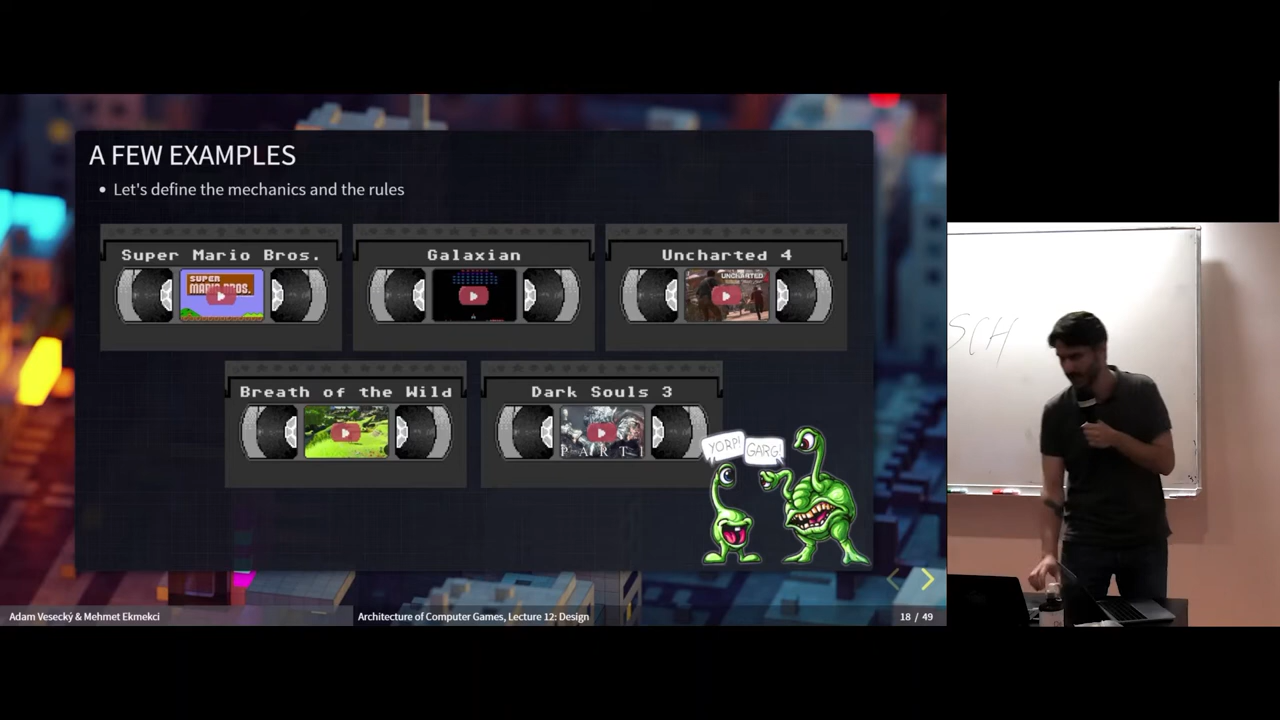 A FEW EXAMPLES
Let's define the mechanics and the rules
Super Mario Bros.
Galaxian
Uncharted 4
SUPER
MARIO BROS.
UNCHARTED
Breath of the Wild
Dark Souls 3
PART I
YORP!
GARG!
SCH
Adam Vesecký & Mehmet Ekmekci
Architecture of Computer Games, Lecture 12: Design
18 / 49